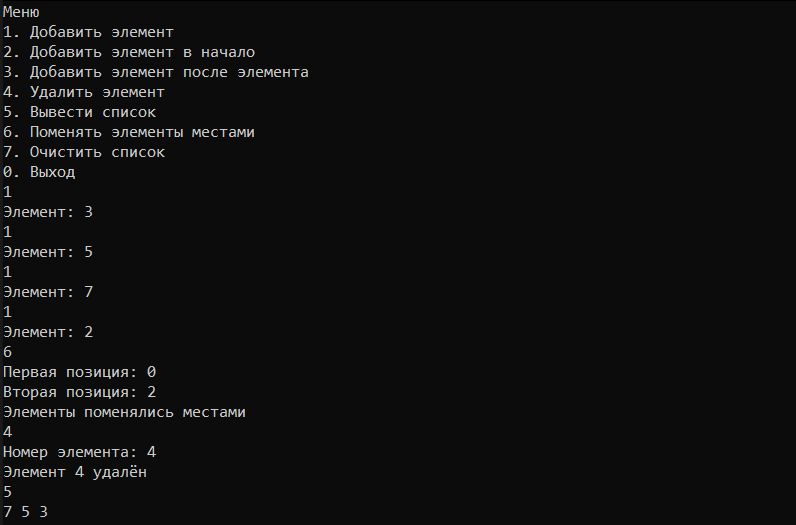 Меню
1. Добавить элемент
2. Добавить элемент в начало
3. Добавить элемент после элемента
4. Удалить элемент
5. Вывести список
6. Поменять элементы местами
7. Очистить список
0. Выход
1
Элемент: 3
1
Элемент: 5
1
Элемент: 7
1
Элемент: 2
6
Первая позиция: 0
Вторая позиция: 2
Элементы поменялись местами
4
Номер элемента: 4
Элемент 4 удалён
5
7 5 3